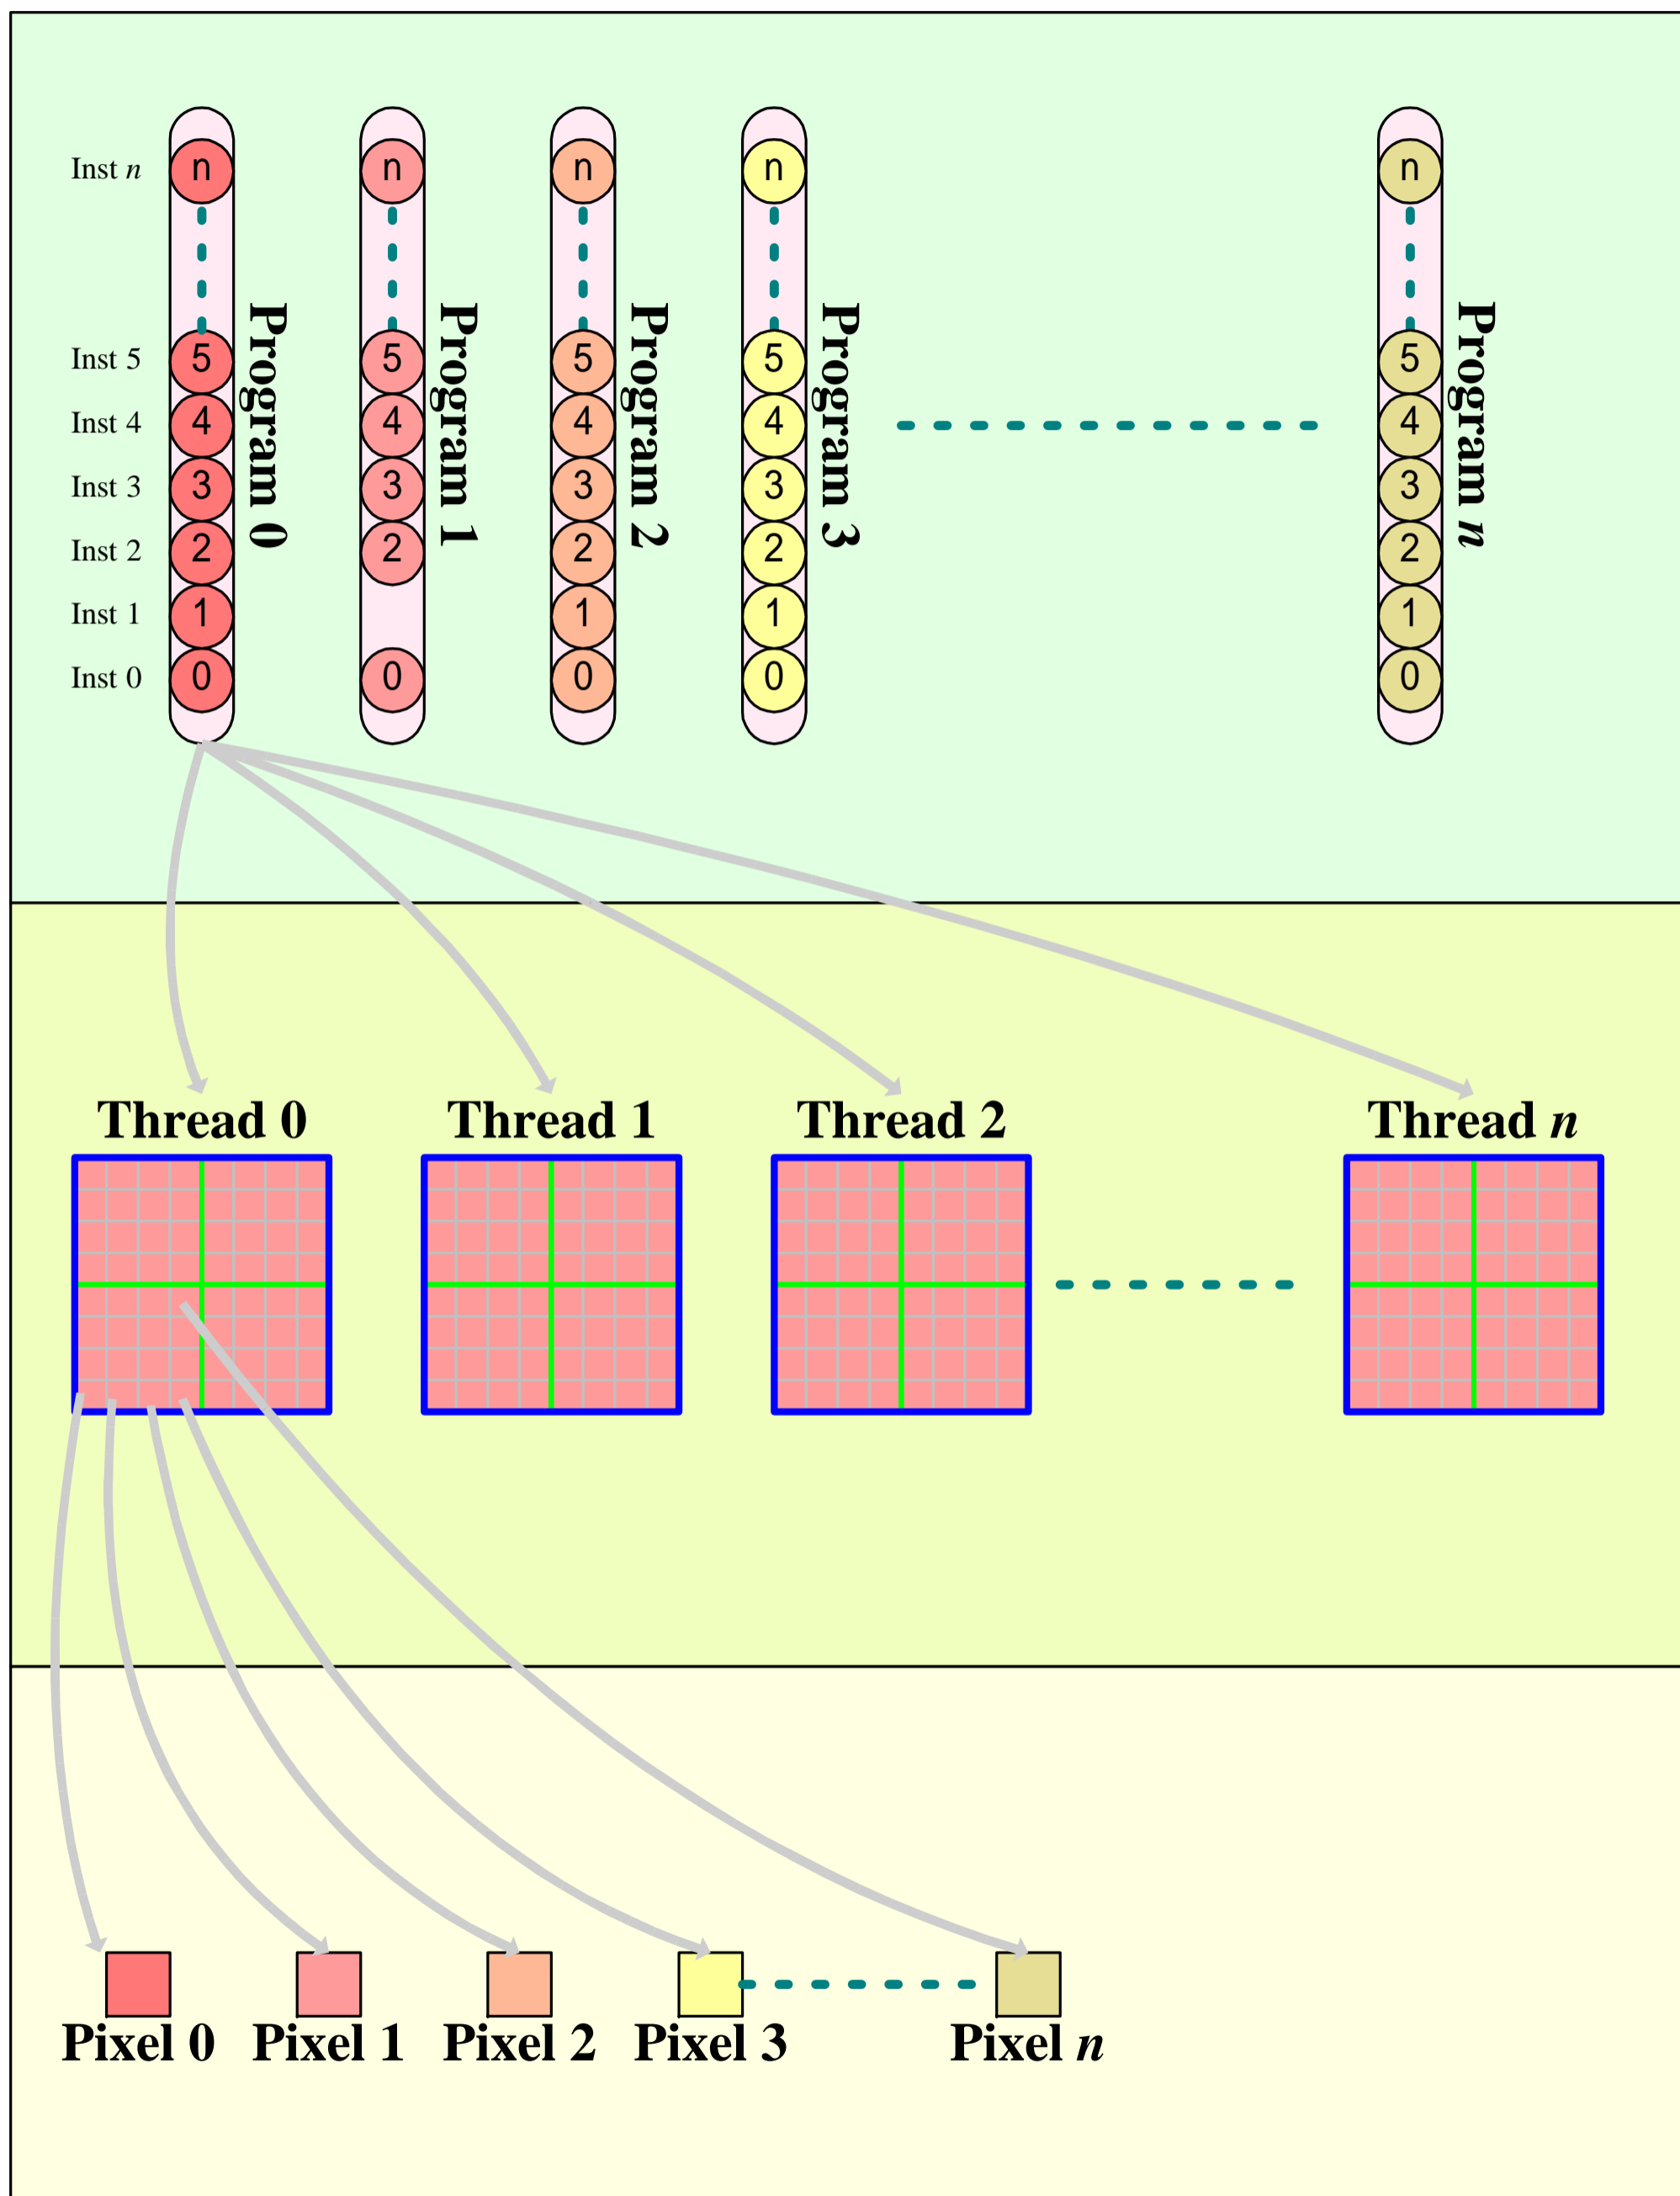 Inst n n n n n n
Program 0 Program 1 Program 2 Program 3 Program n
Inst 5 5 5 5 5 5
Inst 4 4 4 4 4 4
Inst 3 3 3 3 3 3
Inst 2 2 2 2 2 2
Inst 1 1 1 1 1
Inst 0 0 0 0 0 0
Thread 0 Thread 1 Thread 2 Thread n
Pixel 0 Pixel 1 Pixel 2 Pixel 3 Pixel n